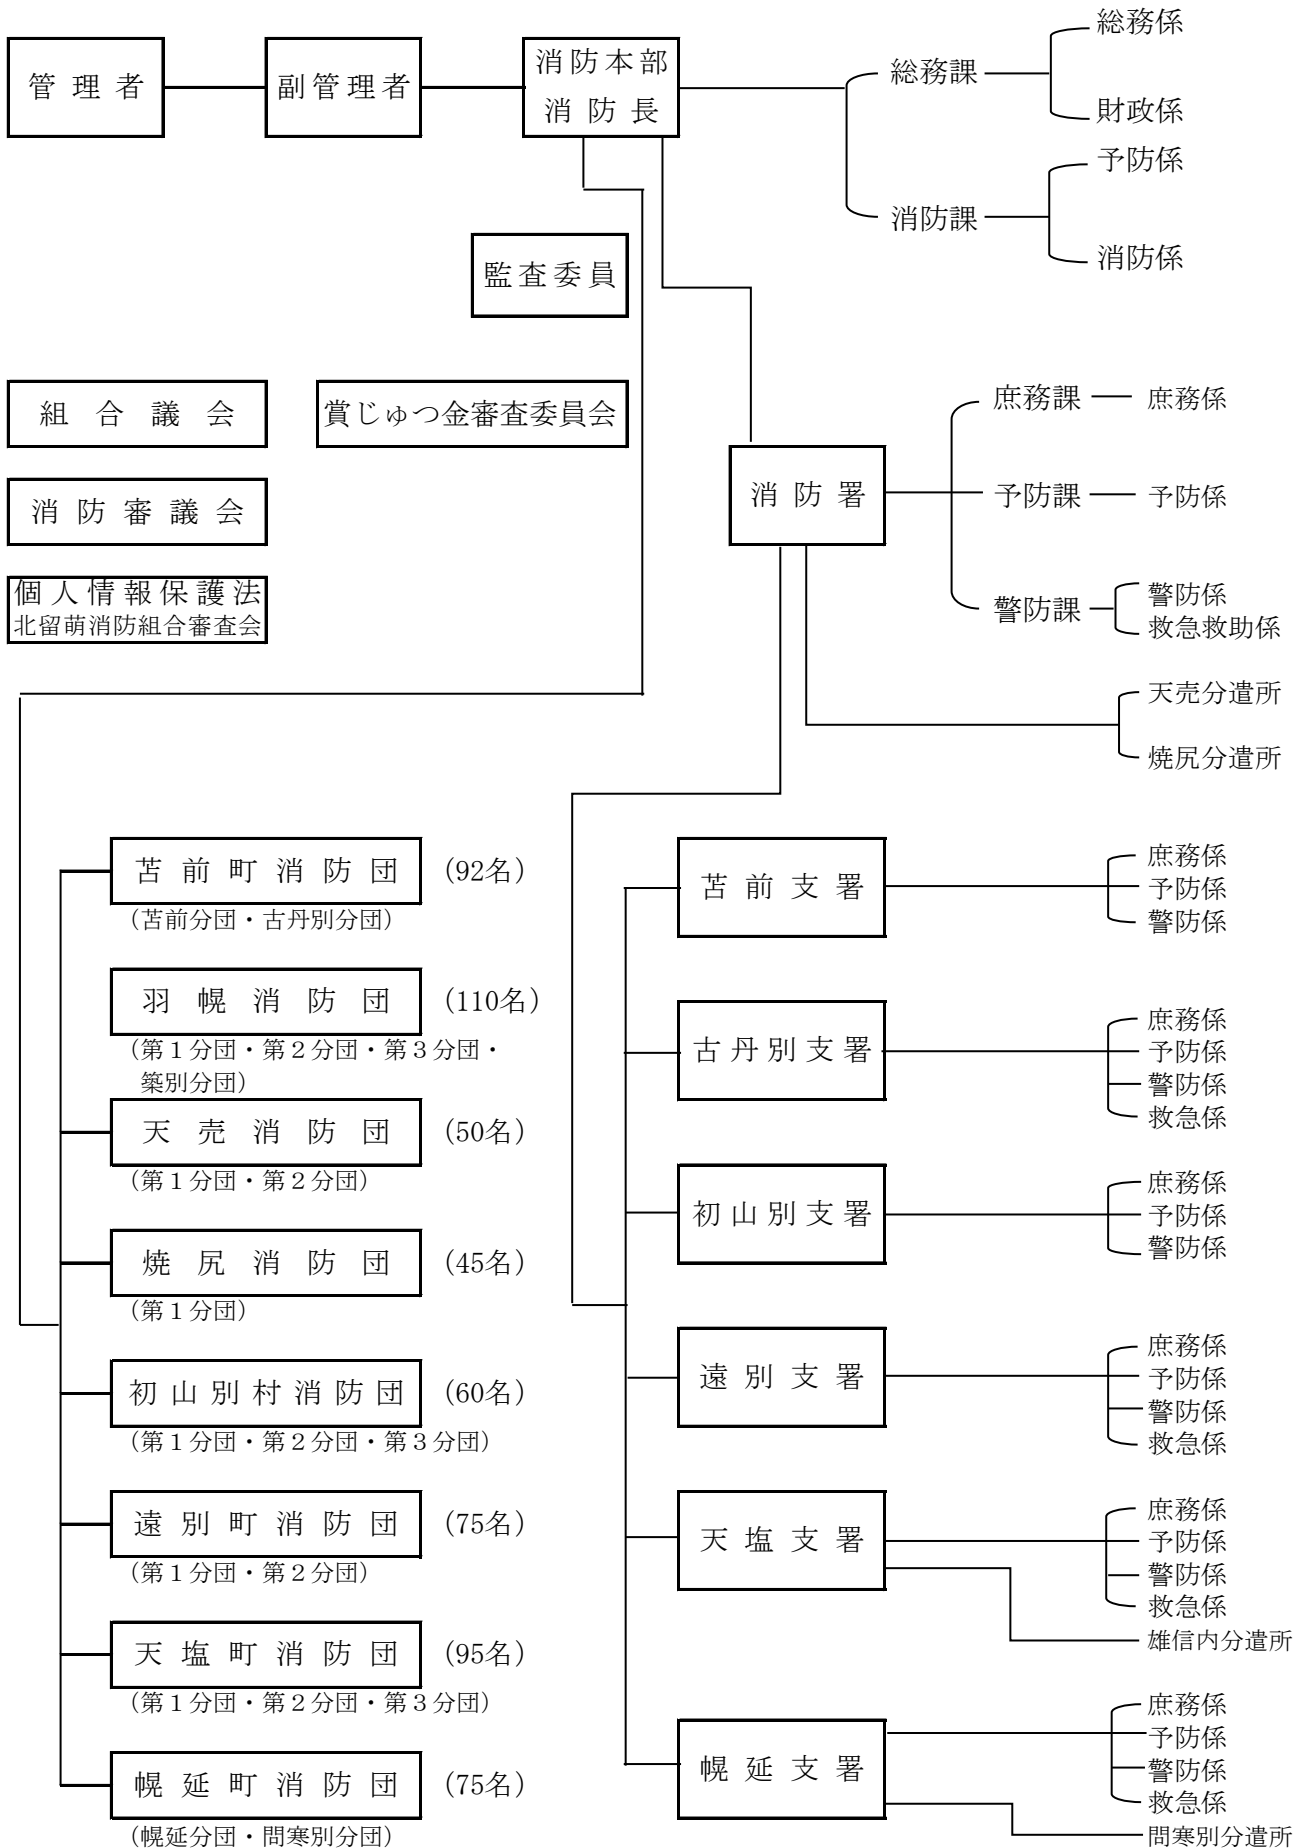 管理者
副管理者
消防本部
消防長
総務課
総務係
財政係
消防課
予防係
消防係
監査委員
組合議会
賞じゅつ金審査委員会
消防審議会
個人情報保護法
北留萌消防組合審査会
消防署
庶務課
庶務係
予防課
予防係
警防課
警防係
救急救助係
天売分遣所
焼尻分遣所
苫前町消防団 (92名)
(苫前分団・古丹別分団)
羽幌消防団 (110名)
(第1分団・第2分団・第3分団・
築別分団)
天売消防団 (50名)
(第1分団・第2分団)
焼尻消防団 (45名)
(第1分団)
初山別村消防団 (60名)
(第1分団・第2分団・第3分団)
遠別町消防団 (75名)
(第1分団・第2分団)
天塩町消防団 (95名)
(第1分団・第2分団・第3分団)
幌延町消防団 (75名)
(幌延分団・問寒別分団)
苫前支署
庶務係
予防係
警防係
古丹別支署
庶務係
予防係
警防係
救急係
初山別支署
庶務係
予防係
警防係
遠別支署
庶務係
予防係
警防係
救急係
天塩支署
庶務係
予防係
警防係
救急係
雄信内分遣所
幌延支署
庶務係
予防係
警防係
救急係
問寒別分遣所